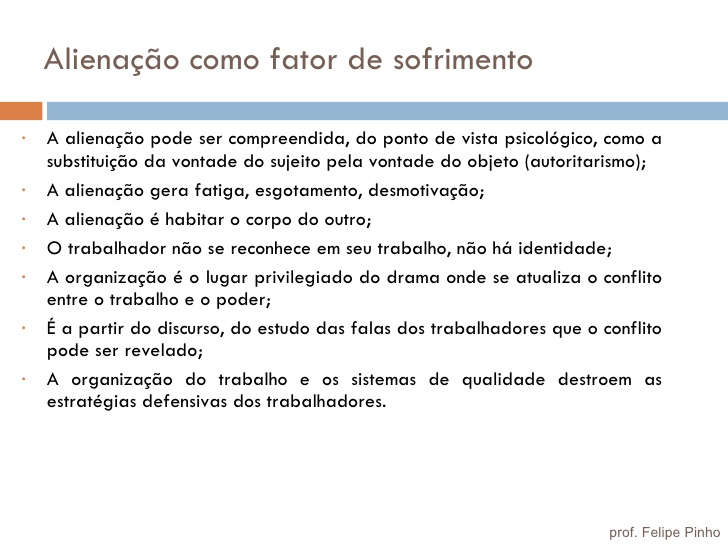 Alienação como fator de sofrimento
• A alienação pode ser compreendida, do ponto de vista psicológico, como a
substituição da vontade do sujeito pela vontade do objeto (autoritarismo);
• A alienação gera fatiga, esgotamento, desmotivação;
• A alienação é habitar o corpo do outro;
• O trabalhador não se reconhece em seu trabalho, não há identidade;
• A organização é o lugar privilegiado do drama onde se atualiza o conflito
entre o trabalho e o poder;
• É a partir do discurso, do estudo das falas dos trabalhadores que o conflito
pode ser revelado;
• A organização do trabalho e os sistemas de qualidade destroem as
estratégias defensivas dos trabalhadores.
prof. Felipe Pinho